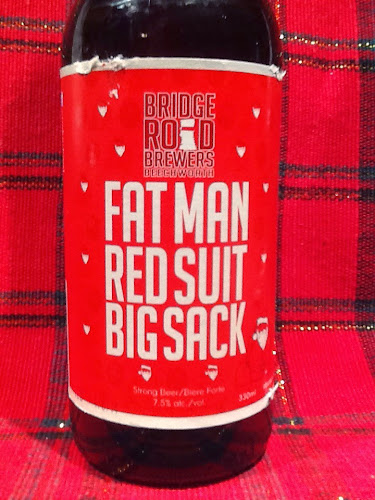 BRIDGE
ROAD
BREWERS
BEECHWORTH
FAT MAN
RED SUIT
BIG SACK
Strong Beer/Bière Forte
7.5% alc./vol.
330ml